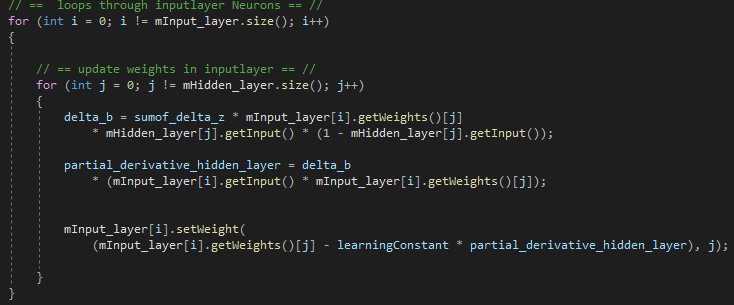 // ==  loops through inputlayer Neurons == //
for (int i = 0; i != mInput_layer.size(); i++)
{
// == update weights in inputlayer == //
for (int j = 0; j != mHidden_layer.size(); j++)
{
delta_b = sumof_delta_z * mInput_layer[i].getWeights()[j]
* mHidden_layer[j].getInput() * (1 - mHidden_layer[j].getInput());
partial_derivative_hidden_layer = delta_b
* (mInput_layer[i].getInput() * mInput_layer[i].getWeights()[j]);
mInput_layer[i].setWeight(
(mInput_layer[i].getWeights()[j] - learningConstant * partial_derivative_hidden_layer), j);
}
}